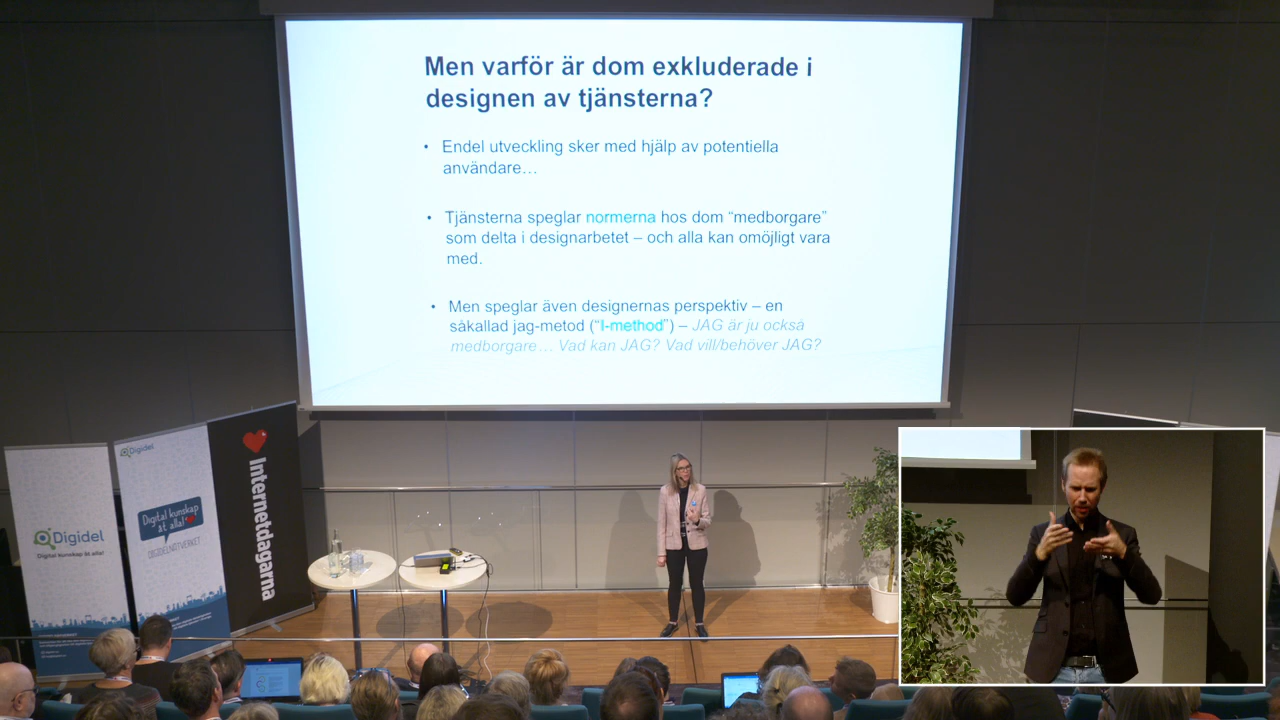 Men varför är dom exkluderade i
designen av tjänsterna?
• Endel utveckling sker med hjälp av potentiella
användare…
• Tjänsterna speglar normerna hos dom “medborgare”
som delta i designarbetet – och alla kan omöjligt vara
med.
• Men speglar även designernas perspektiv – en
såkallad jag-metod (“I-method”) – JAG är ju också
medborgare… Vad kan JAG? Vad vill/behöver JAG?
Digidel
Digital kunskap åt alla!
Digidel
Digital kunskap
åt alla!
DIGIDELNÄTVERKET
Internetdagarna